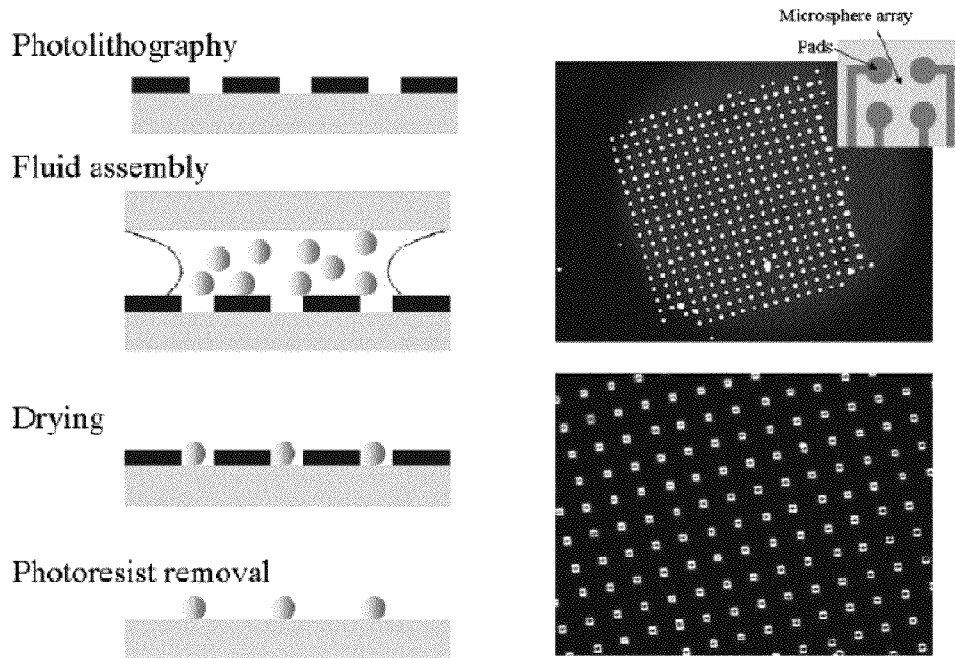 Photolithography
Fluid assembly
Drying
Photoresist removal
Microsphere array
Pads